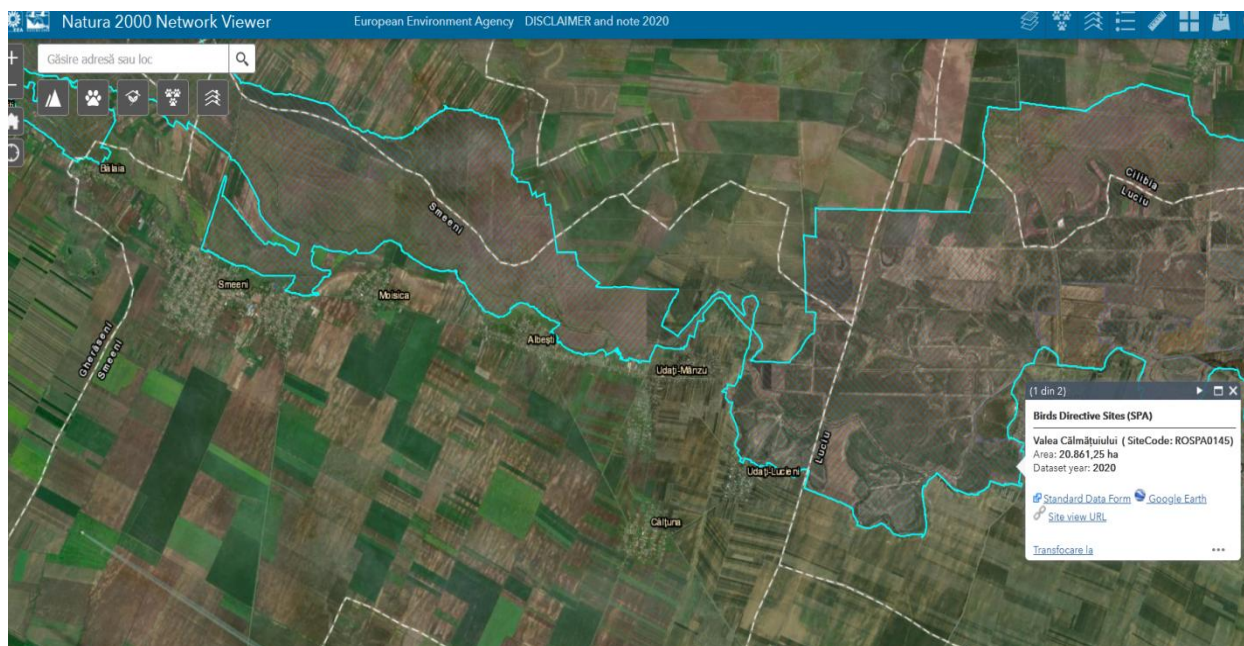 Natura 2000 Network Viewer
European Environment Agency DISCLAIMER and note 2020
Găsire adresă sau loc
Bălaia
Smeeni
Cilibia
Luciu
Smeeni
Moisica
Albești
Udați-Mânzu
Gherăseni
Smeeni
Luciu
Udați-Lucieni
Călțuna
(1 din 2)
Birds Directive Sites (SPA)
Valea Călmățuiului ( SiteCode: ROSPA0145)
Area: 20.861,25 ha
Dataset year: 2020
Standard Data Form Google Earth
Site view URL
Transfocare la